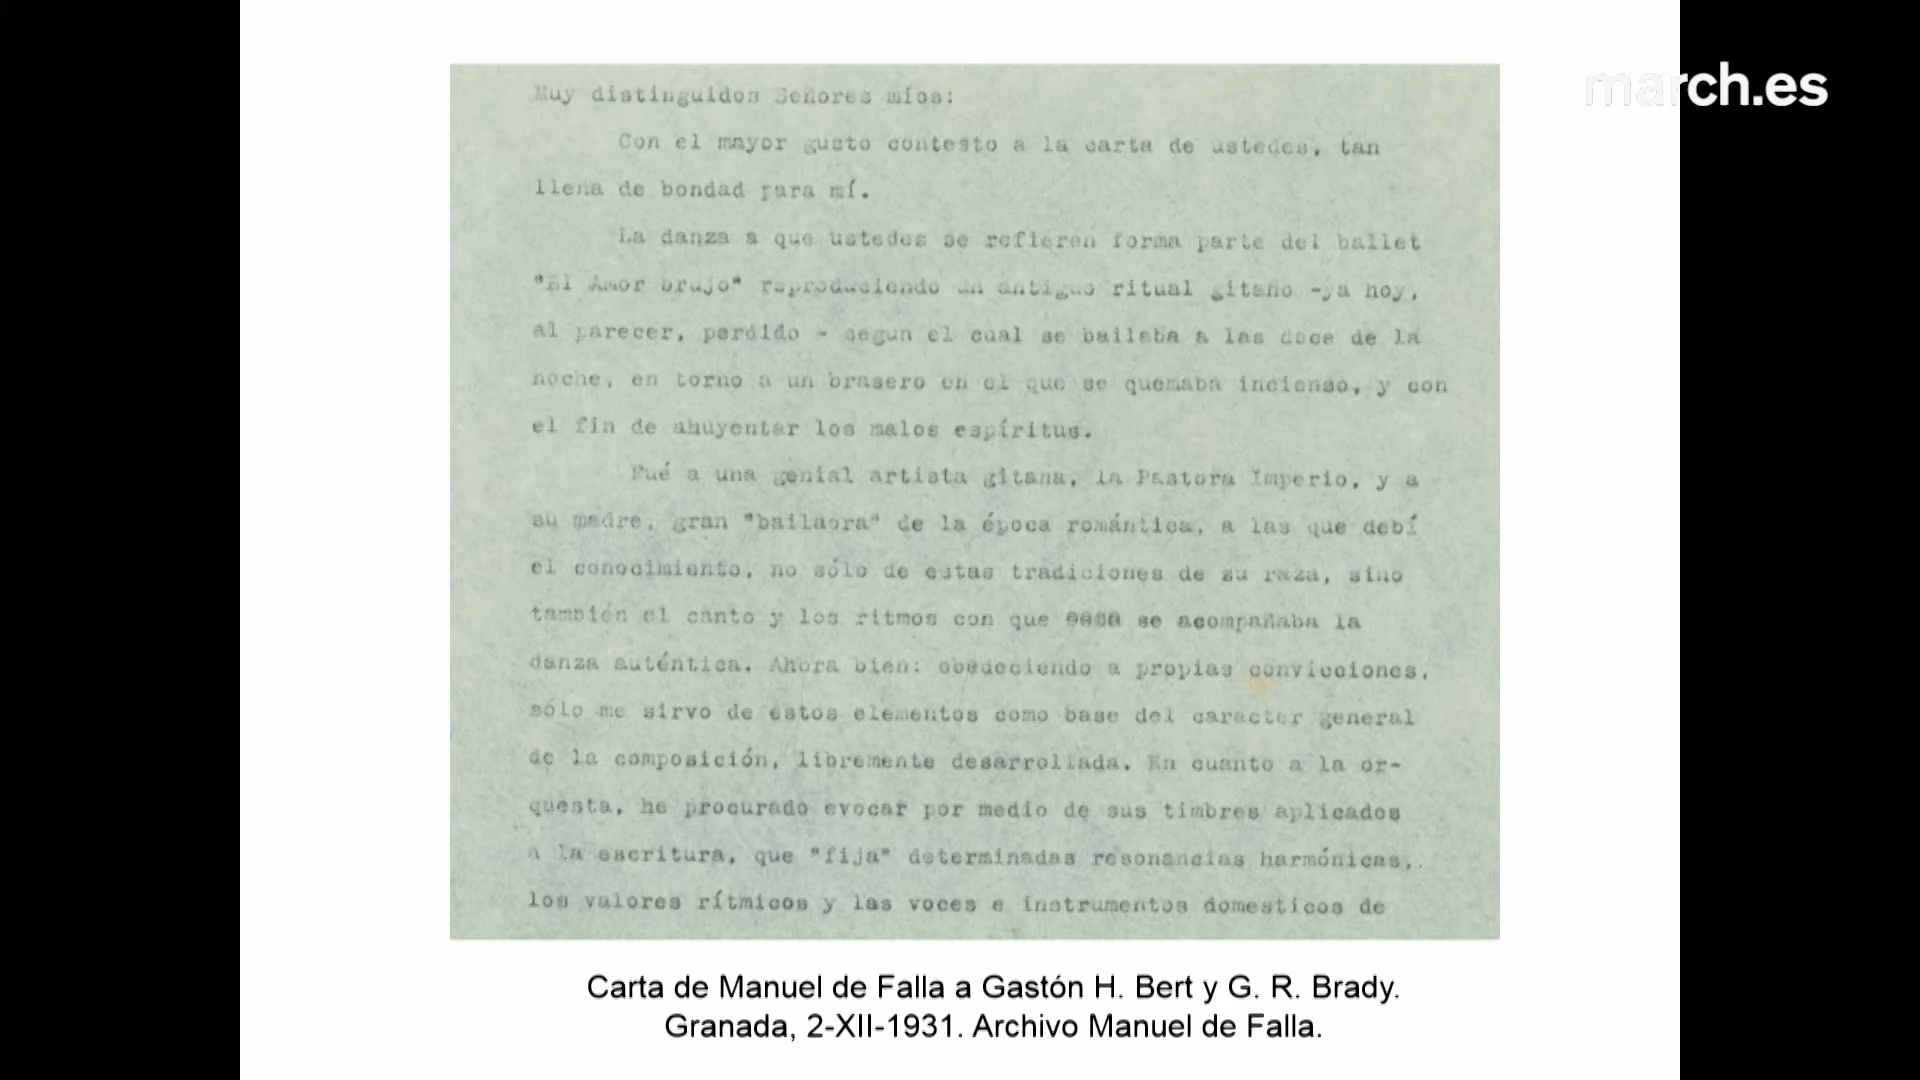 march.es
Muy distinguidos Señores míos:
Con el mayor gusto contesto a la carta de ustedes, tan
llena de bondad para mí.
La danza a que ustedes se refieren forma parte del ballet
"El Amor brujo" reproduciendo un antiguo ritual gitano -ya hoy,
al parecer, perdido - segun el cual se bailaba a las doce de la
noche, en torno a un brasero en el que se quemaba incienso, y con
el fin de ahuyentar los malos espíritus.
Fué a una genial artista gitana, la Pastora Imperio, y a
su madre, gran "bailaora" de la época romántica, a las que debí
el conocimiento, no sólo de estas tradiciones de su raza, sino
también el canto y los ritmos con que se acompañaba la
danza auténtica. Ahora bien: obedeciendo a propias convicciones,
sólo me sirvo de estos elementos como base del caracter general
de la composición, libremente desarrollada. En cuanto a la or-
questa, he procurado evocar por medio de sus timbres aplicados
a la escritura, que "fija" determinadas resonancias harmónicas,
los valores rítmicos y las voces e instrumentos domesticos de
Carta de Manuel de Falla a Gastón H. Bert y G. R. Brady.
Granada, 2-XII-1931. Archivo Manuel de Falla.